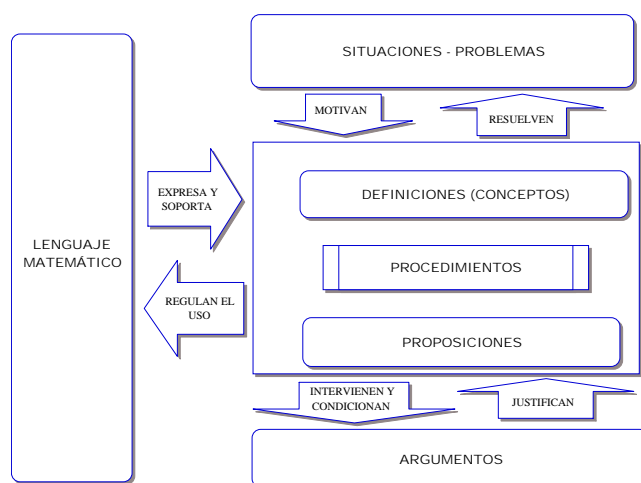 SITUACIONES - PROBLEMAS
MOTIVAN
RESUELVEN
EXPRESA Y
SOPORTA
DEFINICIONES (CONCEPTOS)
LENGUAJE
MATEMÁTICO
PROCEDIMIENTOS
REGULAN EL
USO
PROPOSICIONES
INTERVIENEN Y
CONDICIONAN
JUSTIFICAN
ARGUMENTOS